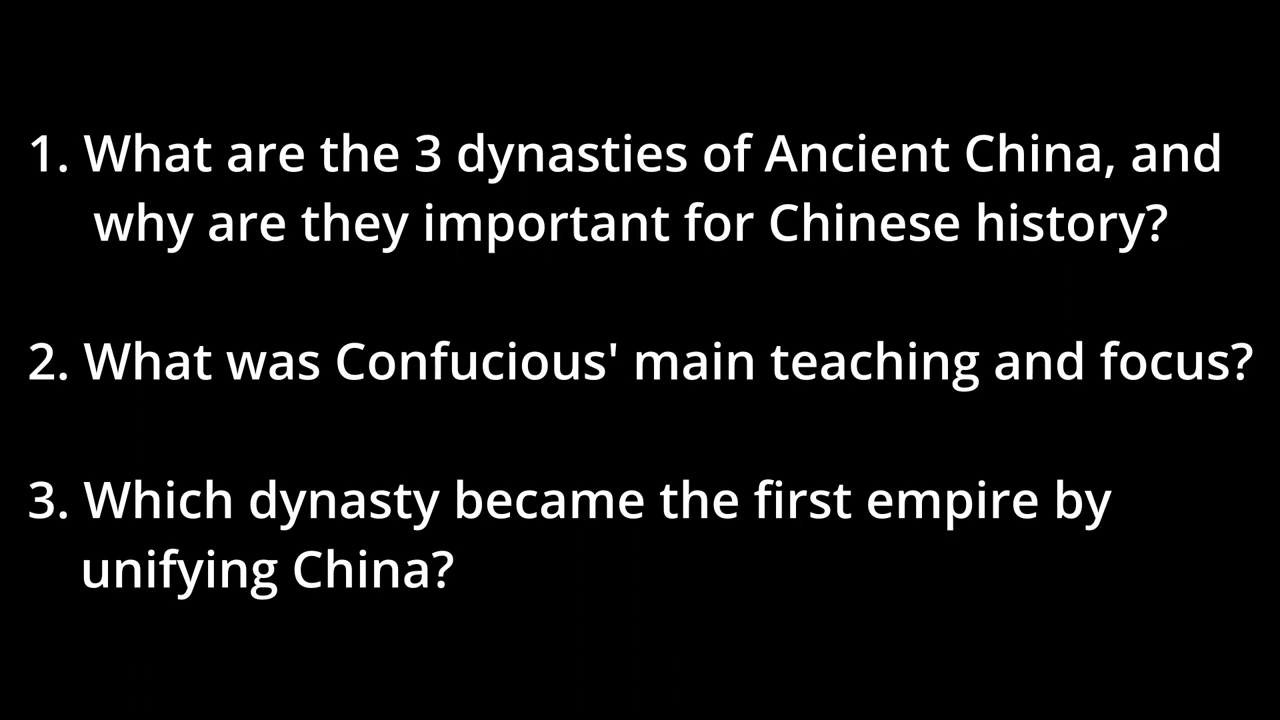 1. What are the 3 dynasties of Ancient China, and
why are they important for Chinese history?
2. What was Confucious' main teaching and focus?
3. Which dynasty became the first empire by
unifying China?